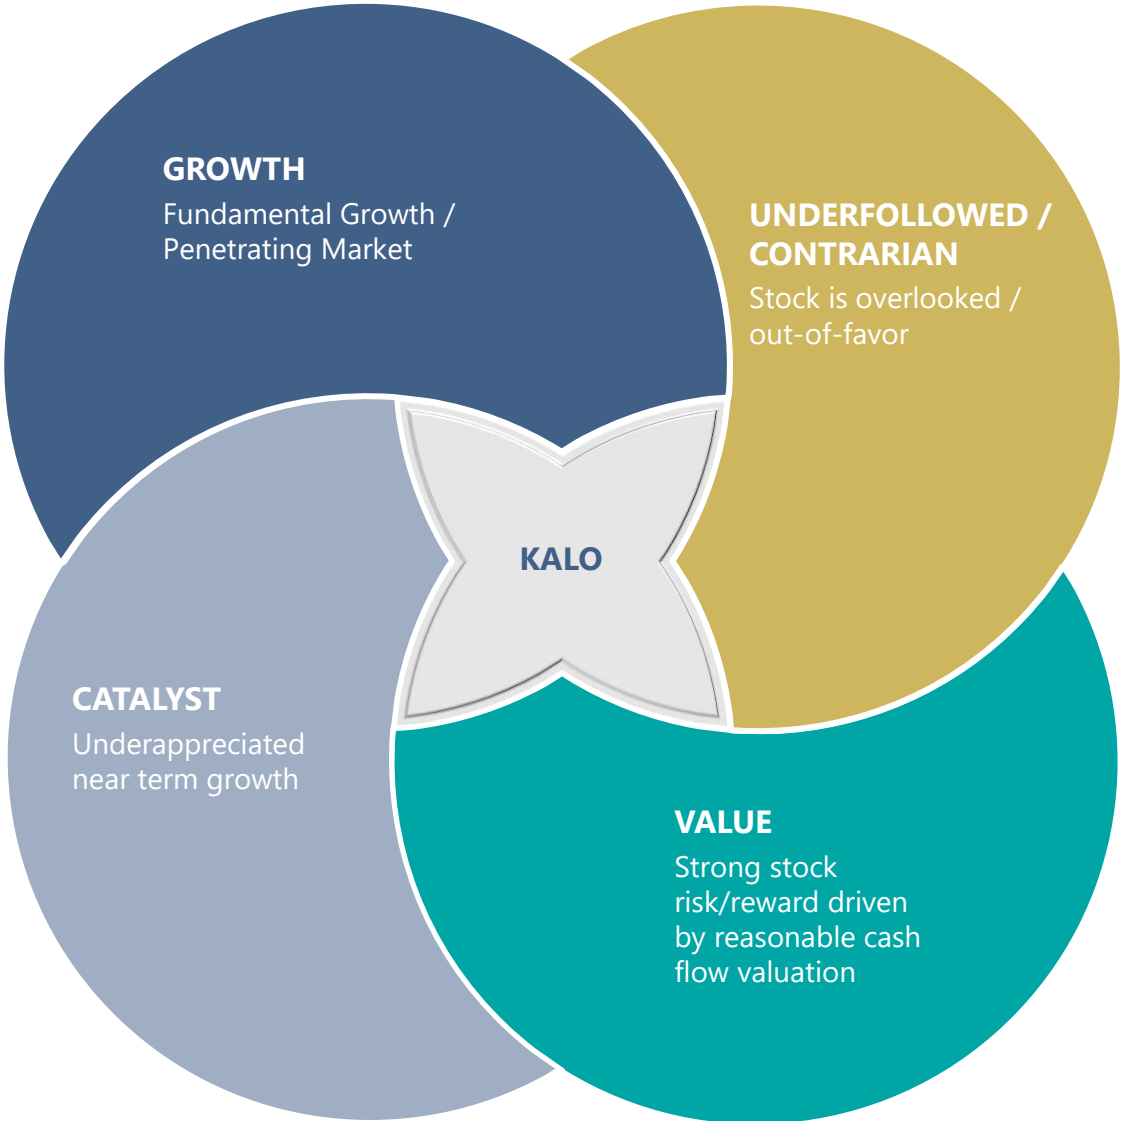 GROWTH
Fundamental Growth /
Penetrating Market
UNDERFOLLOWED /
CONTRARIAN
Stock is overlooked /
out-of-favor
KALO
CATALYST
Underappreciated
near term growth
VALUE
Strong stock
risk/reward driven
by reasonable cash
flow valuation